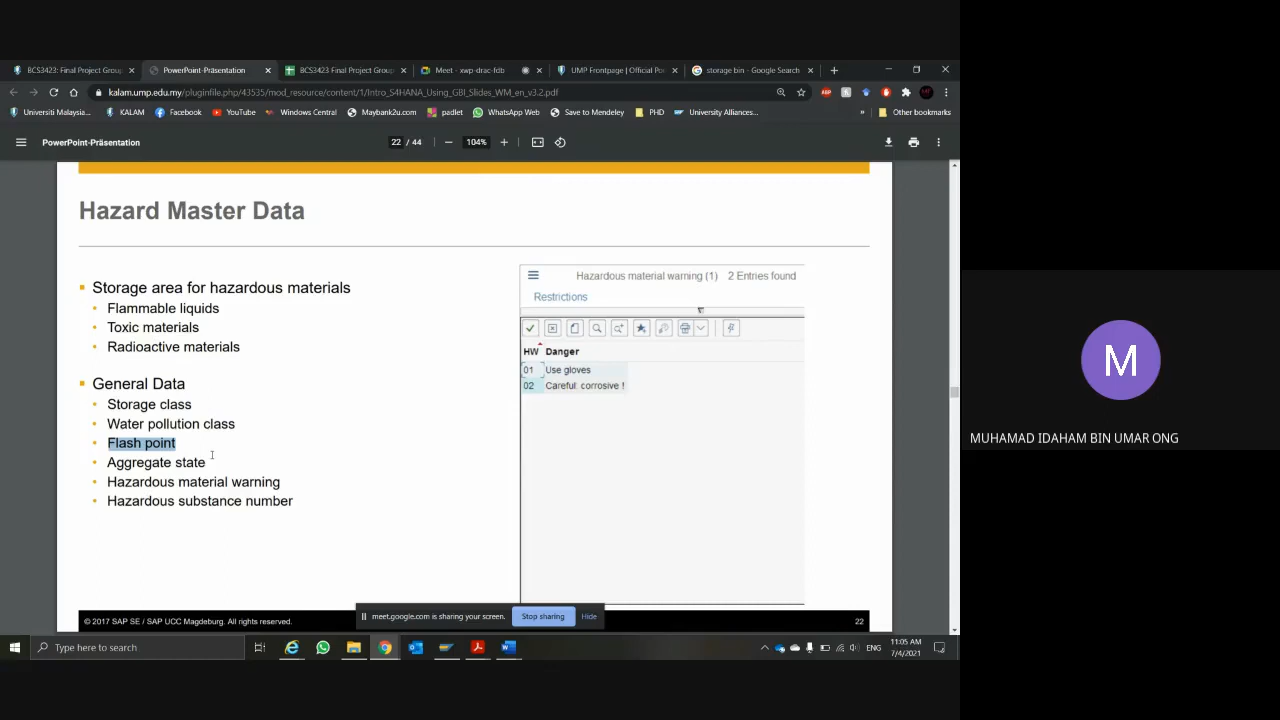 BCS3423: Final Project Group
PowerPoint-Präsentation
BCS3423 Final Project Group
Meet - xwp-drac-fdb
UMP Frontpage | Official Po
storage bin - Google Search
kalam.ump.edu.my/pluginfile.php/43535/mod_resource/content/1/Intro_S4HANA_Using_GBI_Slides_WM_en_v3.2.pdf
Universiti Malaysia...
KALAM
Facebook
YouTube
Windows Central
Maybank2u.com
padlet
WhatsApp Web
Save to Mendeley
PHD
University Alliances...
»
Other bookmarks
PowerPoint-Präsentation
22 / 44
104%
Hazard Master Data
Storage area for hazardous materials
Flammable liquids
Toxic materials
Radioactive materials
General Data
Storage class
Water pollution class
Flash point
Aggregate state
Hazardous material warning
Hazardous substance number
Hazardous material warning (1) 2 Entries found
Restrictions
HW Danger
01 Use gloves
02 Careful: corrosive !
© 2017 SAP SE / SAP UCC Magdeburg. All rights reserved.
22
meet.google.com is sharing your screen.
Stop sharing
Hide
Type here to search
ENG
11:05 AM
7/4/2021
M
MUHAMAD IDAHAM BIN UMAR ONG